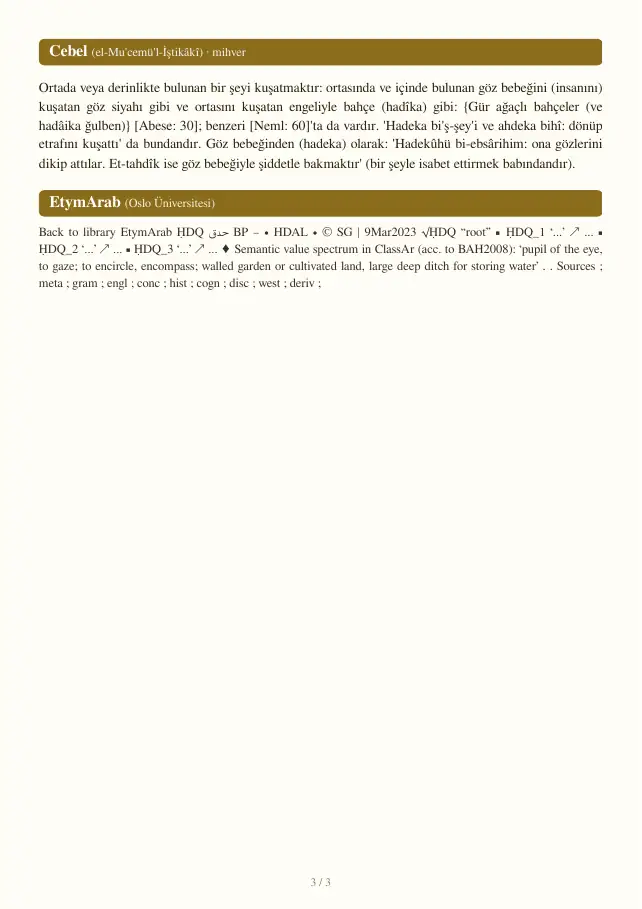 Cebel (el-Mu'cemü'l-İştikâkî) · mihver
Ortada veya derinlikte bulunan bir şeyi kuşatmaktır: ortasında ve içinde bulunan göz bebeğini (insanını)
kuşatan göz siyahı gibi ve ortasını kuşatan engeliyle bahçe (hadîka) gibi: {Gür ağaçlı bahçeler (ve
hadâika ğulben)} [Abese: 30]; benzeri [Neml: 60]'ta da vardır. 'Hadeka bi'ş-şey'i ve ahdeka bihî: dönüp
etrafını kuşattı' da bundandır. Göz bebeğinden (hadeka) olarak: 'Hadekûhü bi-ebsârihim: ona gözlerini
dikip attılar. Et-tahdîk ise göz bebeğiyle şiddetle bakmaktır' (bir şeyle isabet ettirmek babındandır).
EtymArab (Oslo Üniversitesi)
Back to library EtymArab ḤDQ حدق BP – • HDAL • © SG | 9Mar2023 √ḤDQ “root” ▪ ḤDQ_1 ‘...’ ↗ ... ▪
ḤDQ_2 ‘...’ ↗ ... ▪ ḤDQ_3 ‘...’ ↗ ... ♦ Semantic value spectrum in ClassAr (acc. to BAH2008): ‘pupil of the eye,
to gaze; to encircle, encompass; walled garden or cultivated land, large deep ditch for storing water’ . . Sources ;
meta ; gram ; engl ; conc ; hist ; cogn ; disc ; west ; deriv ;
3 / 3